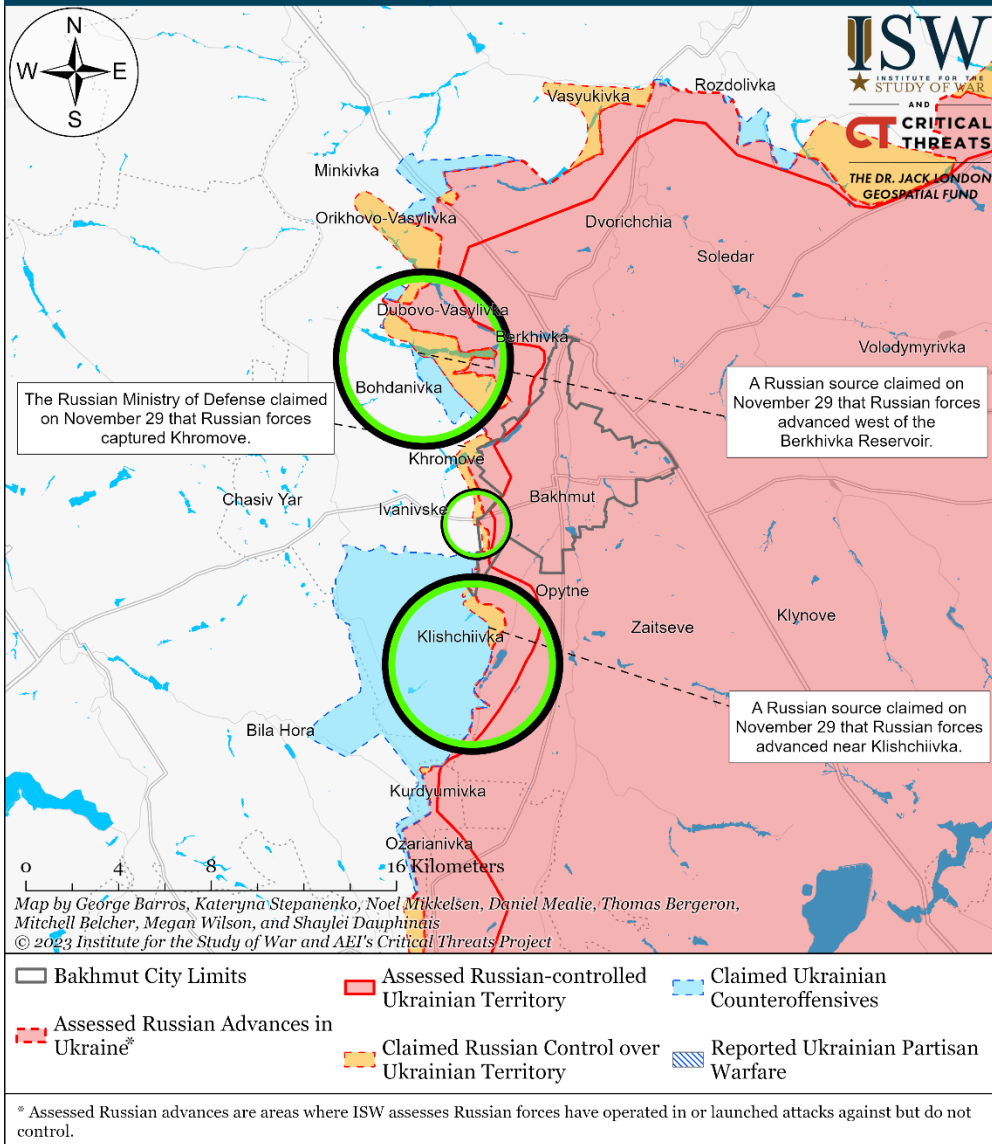 N
W E
S
ISW
INSTITUTE FOR THE
STUDY OF WAR
AND
CT CRITICAL
THREATS
THE DR. JACK LONDON
GEOSPATIAL FUND
Vasyukivka
Rozdolivka
Minkivka
Orikhovo-Vasylivka
Dvorichchia
Soledar
Dubovo-Vasylivka
Berkhivka
Volodymyrivka
Bohdanivka
The Russian Ministry of Defense claimed
on November 29 that Russian forces
captured Khromove.
A Russian source claimed on
November 29 that Russian forces
advanced west of the
Berkhivka Reservoir.
Khromove
Chasiv Yar
Ivanivske
Bakhmut
Opytne
Klishchiivka
Zaitseve
Klynove
A Russian source claimed on
November 29 that Russian forces
advanced near Klishchiivka.
Bila Hora
Kurdyumivka
Ozarianivka
0 4 8 16 Kilometers
Map by George Barros, Kateryna Stepanenko, Noel Mikkelsen, Daniel Mealie, Thomas Bergeron,
Mitchell Belcher, Megan Wilson, and Shaylei Dauphinais
© 2023 Institute for the Study of War and AEI's Critical Threats Project
Bakhmut City Limits
Assessed Russian Advances in
Ukraine*
Assessed Russian-controlled
Ukrainian Territory
Claimed Russian Control over
Ukrainian Territory
Claimed Ukrainian
Counteroffensives
Reported Ukrainian Partisan
Warfare
* Assessed Russian advances are areas where ISW assesses Russian forces have operated in or launched attacks against but do not
control.